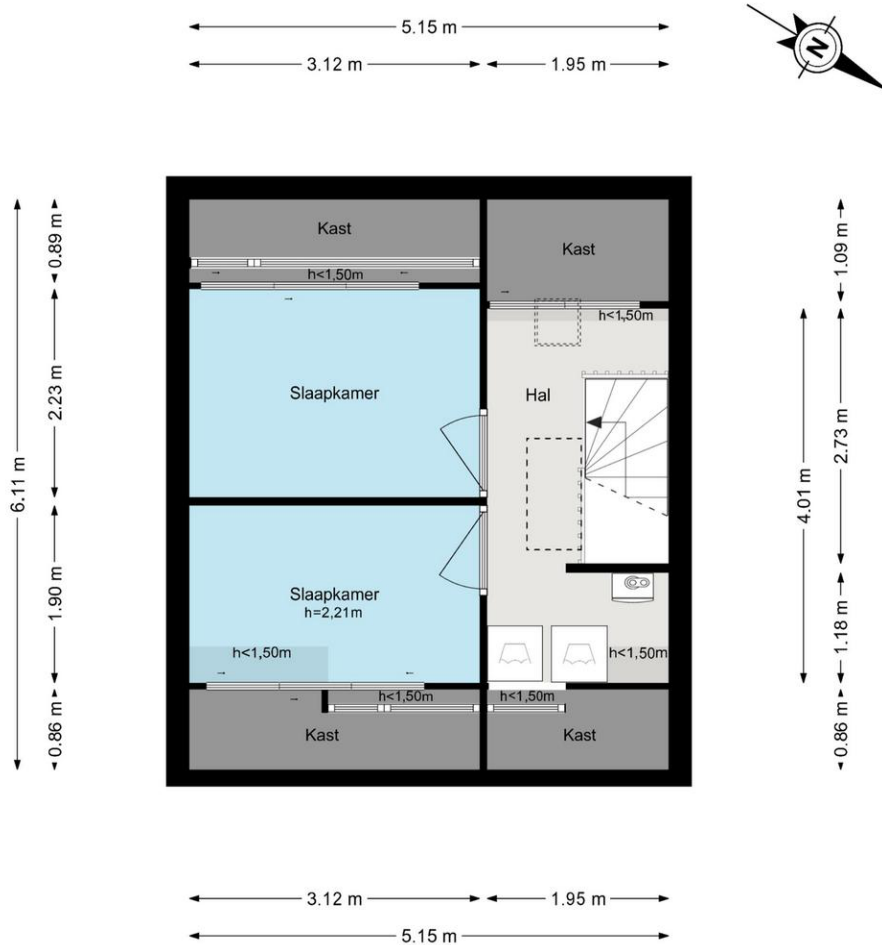 5.15 m
3.12 m
1.95 m
N
Kast
Kast
h<1,50m
h<1,50m
Slaapkamer
Hal
Slaapkamer
h=2,21m
h<1,50m
h<1,50m
h<1,50m
h<1,50m
Kast
Kast
6.11 m
0.89 m
2.23 m
1.90 m
0.86 m
4.01 m
1.09 m
2.73 m
1.18 m
0.86 m
3.12 m
1.95 m
5.15 m